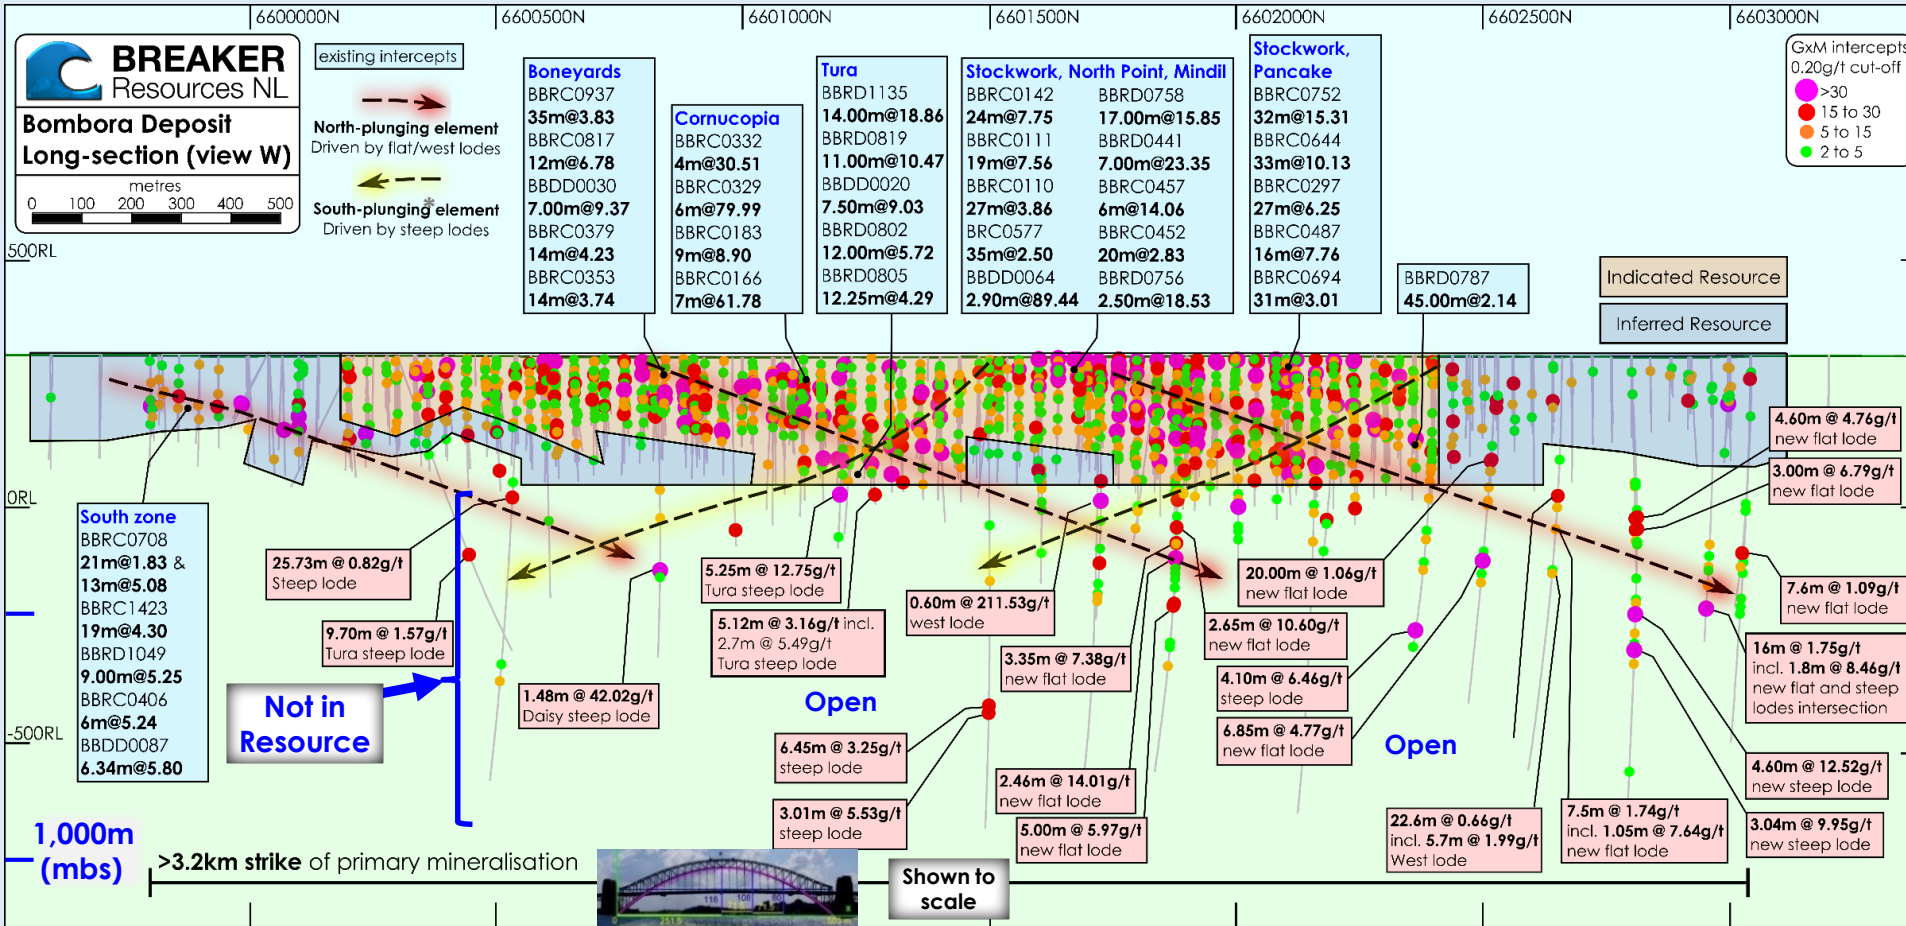 6600000N
6600500N
6601000N
6601500N
6602000N
6602500N
6603000N
BREAKER
Resources NL
Bombora Deposit
Long-section (view W)
metres
0 100 200 300 400 500
existing intercepts
North-plunging element
Driven by flat/west lodes
South-plunging element
*
Driven by steep lodes
Boneyards
BBRC0937
35m@3.83
BBRC0817
12m@6.78
BBDD0030
7.00m@9.37
BBRC0379
14m@4.23
BBRC0353
14m@3.74
Cornucopia
BBRC0332
4m@30.51
BBRC0329
6m@79.99
BBRC0183
9m@8.90
BBRC0166
7m@61.78
Tura
BBRD1135
14.00m@18.86
BBRD0819
11.00m@10.47
BBDD0020
7.50m@9.03
BBRD0802
12.00m@5.72
BBRD0805
12.25m@4.29
Stockwork, North Point, Mindil
BBRC0142 BBRD0758
24m@7.75 17.00m@15.85
BBRC0111 BBRD0441
19m@7.56 7.00m@23.35
BBRC0110 BBRC0457
27m@3.86 6m@14.06
BRC0577 BBRC0452
35m@2.50 20m@2.83
BBDD0064 BBRD0756
2.90m@89.44 2.50m@18.53
Stockwork,
Pancake
BBRC0752
32m@15.31
BBRC0644
33m@10.13
BBRC0297
27m@6.25
BBRC0487
16m@7.76
BBRC0694
31m@3.01
BBRD0787
45.00m@2.14
GxM intercepts
0.20g/t cut-off
>30
15 to 30
5 to 15
2 to 5
Indicated Resource
Inferred Resource
500RL
0RL
-500RL
South zone
BBRC0708
21m@1.83 &
13m@5.08
BBRC1423
19m@4.30
BBRD1049
9.00m@5.25
BBRC0406
6m@5.24
BBDD0087
6.34m@5.80
25.73m @ 0.82g/t
Steep lode
9.70m @ 1.57g/t
Tura steep lode
Not in
Resource
1.48m @ 42.02g/t
Daisy steep lode
5.25m @ 12.75g/t
Tura steep lode
5.12m @ 3.16g/t incl.
2.7m @ 5.49g/t
Tura steep lode
Open
6.45m @ 3.25g/t
steep lode
3.01m @ 5.53g/t
steep lode
0.60m @ 211.53g/t
west lode
3.35m @ 7.38g/t
new flat lode
2.46m @ 14.01g/t
new flat lode
5.00m @ 5.97g/t
new flat lode
20.00m @ 1.06g/t
new flat lode
2.65m @ 10.60g/t
new flat lode
4.10m @ 6.46g/t
steep lode
6.85m @ 4.77g/t
new flat lode
Open
22.6m @ 0.66g/t
incl. 5.7m @ 1.99g/t
West lode
7.5m @ 1.74g/t
incl. 1.05m @ 7.64g/t
new flat lode
4.60m @ 4.76g/t
new flat lode
3.00m @ 6.79g/t
new flat lode
7.6m @ 1.09g/t
new flat lode
16m @ 1.75g/t
incl. 1.8m @ 8.46g/t
new flat and steep
lodes intersection
4.60m @ 12.52g/t
new steep lode
3.04m @ 9.95g/t
new steep lode
1,000m
(mbs)
>3.2km strike of primary mineralisation
Shown to
scale